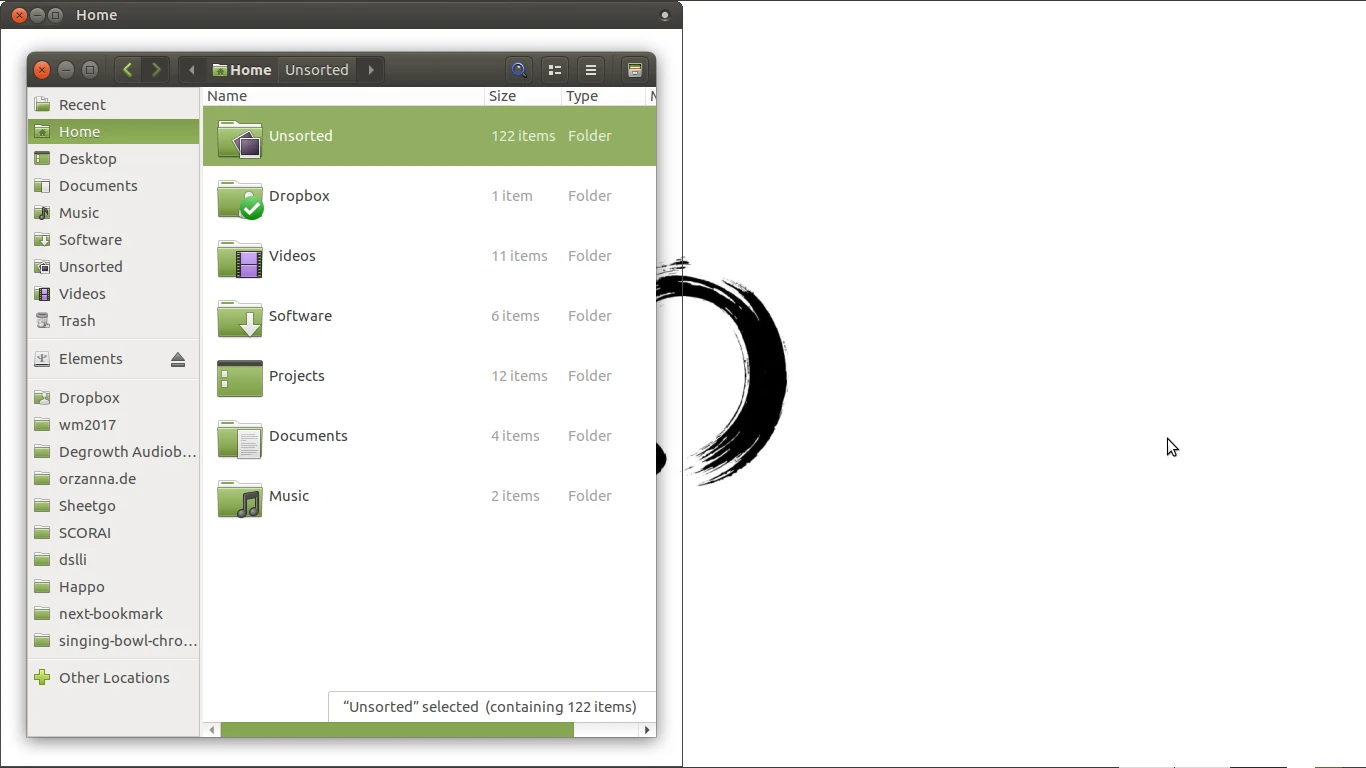 Home
Home Unsorted
Recent
Home
Desktop
Documents
Music
Software
Unsorted
Videos
Trash
Elements
Dropbox
wm2017
Degrowth Audiob...
orzanna.de
Sheetgo
SCORAI
dslli
Happo
next-bookmark
singing-bowl-chro...
Other Locations
Name Size Type
Unsorted 122 items Folder
Dropbox 1 item Folder
Videos 11 items Folder
Software 6 items Folder
Projects 12 items Folder
Documents 4 items Folder
Music 2 items Folder
“Unsorted” selected (containing 122 items)